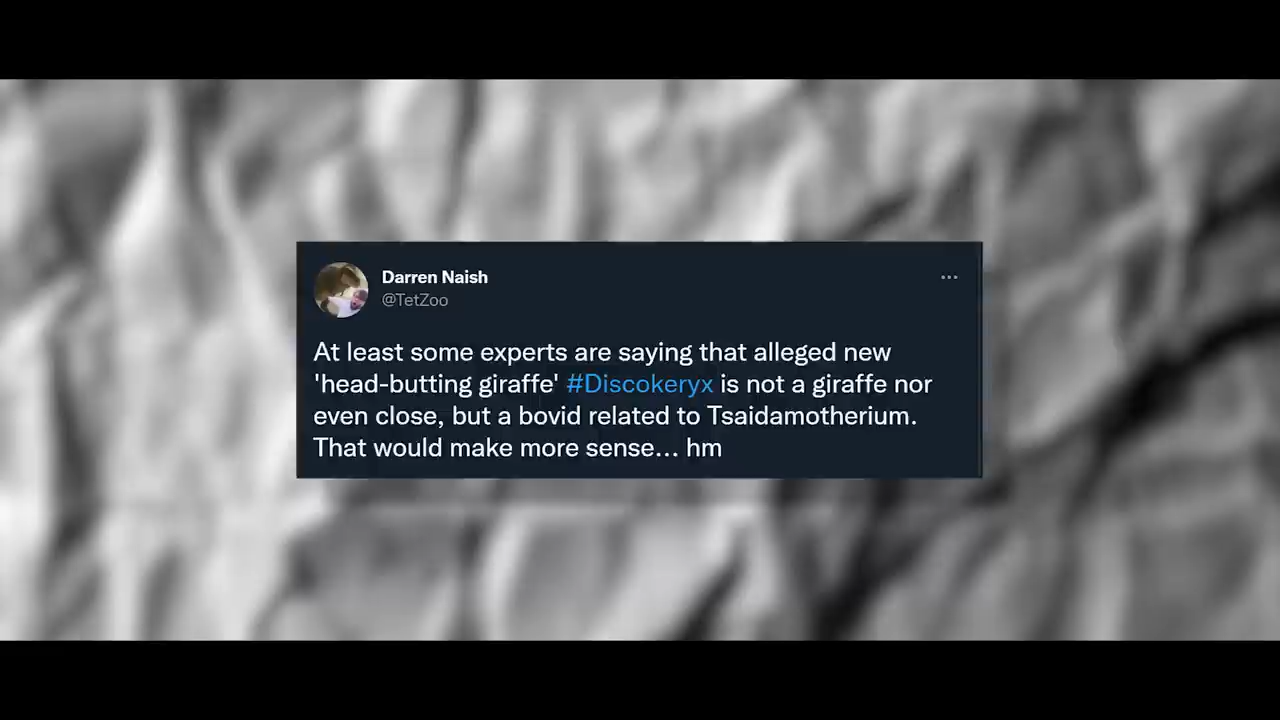 Darren Naish
@TetZoo
At least some experts are saying that alleged new
'head-butting giraffe' #Discokeryx is not a giraffe nor
even close, but a bovid related to Tsaidamotherium.
That would make more sense... hm